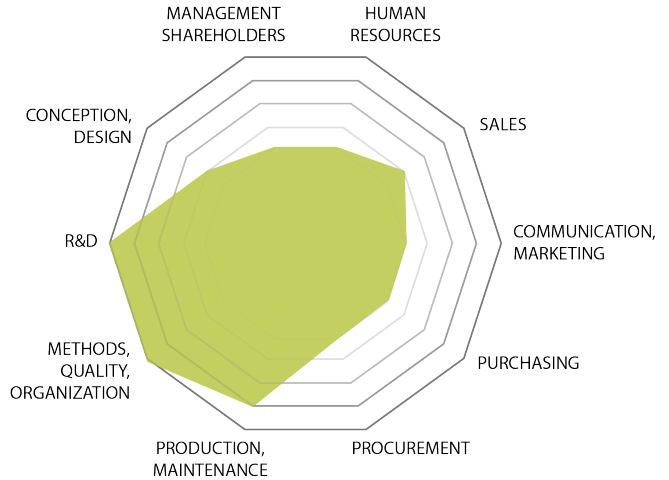 MANAGEMENT
SHAREHOLDERS
HUMAN
RESOURCES
CONCEPTION,
DESIGN
SALES
R&D
COMMUNICATION,
MARKETING
METHODS,
QUALITY,
ORGANIZATION
PURCHASING
PRODUCTION,
MAINTENANCE
PROCUREMENT